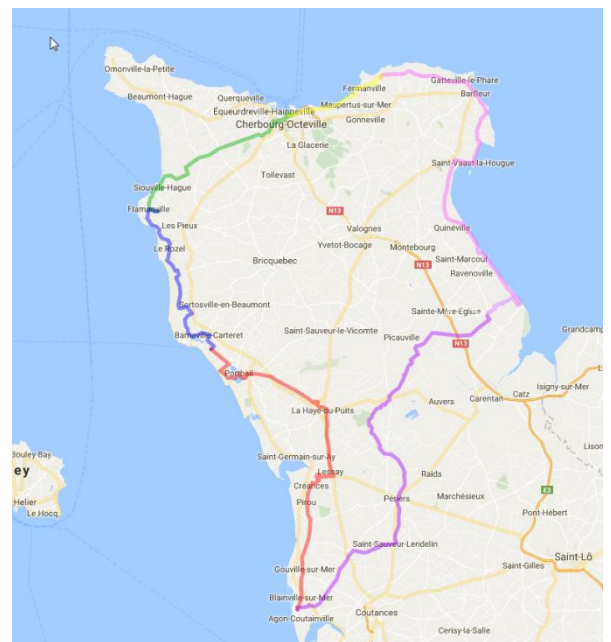 Omonville-la-Petite
Gatteville-le-Phare
Fermanville
Barfleur
Beaumont-Hague
Querqueville
Maupertus-sur-Mer
Équeurdreville-Hainneville
Gonneville
Cherbourg-Octeville
La Glacerie
Saint-Vaast-la-Hougue
Tollevast
Siouville-Hague
Flamanville
N13
Les Pieux
Quinéville
Valognes
Yvetot-Bocage
Montebourg
Le Rozel
Saint-Marcouf
Bricquebec
N13
Ravenoville
Sortosville-en-Beaumont
Sainte-Mère-Église
Grandcamp
Saint-Sauveur-le-Vicomte
Barneville-Carteret
Picauville
N13
Isigny-sur-Mer
Portbail
Carentan
Catz
Auvers
La Haye-du-Puits
Lison
Bouley-Bay
Saint-Germain-sur-Ay
ey
Lessay
Raids
Créances
E3
Helier
Pirou
Périers
Marchésieux
Le Hocq
Pont-Hébert
Saint-Sauveur-Lendelin
Saint-Lô
Saint-Gilles
Gouville-sur-Mer
Blainville-sur-Mer
Coutances
Agon-Coutainville
Cerisy-la-Salle